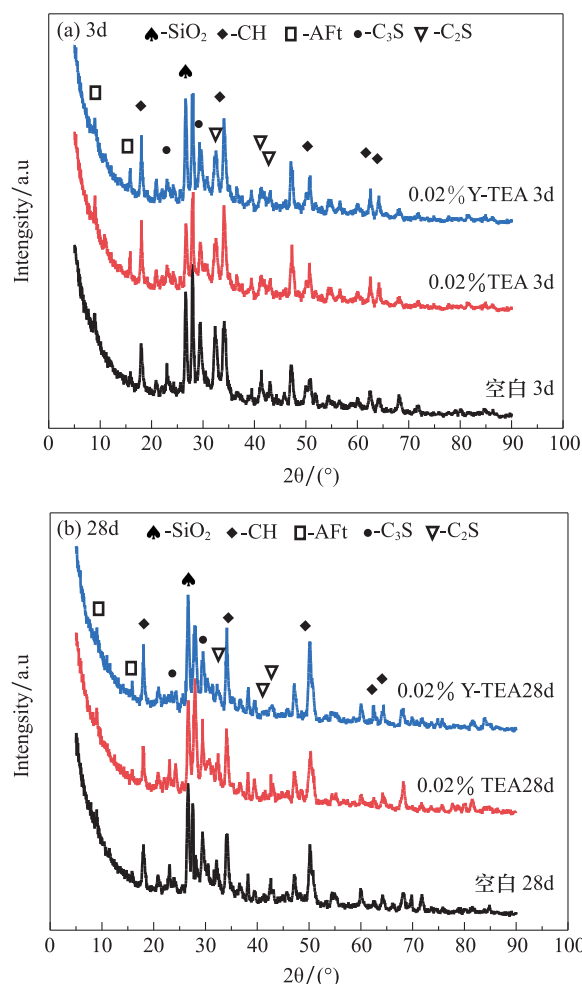 (a) 3d
♠-SiO₂ ◆-CH □-AFt ●-C₃S ▽-C₂S
0.02%Y-TEA 3d
0.02%TEA 3d
空白 3d
Intengsity/a.u
0 10 20 30 40 50 60 70 80 90 100
2θ/(°)
(b) 28d
♠-SiO₂ ◆-CH □-AFt ●-C₃S ▽-C₂S
0.02% Y-TEA28d
0.02% TEA28d
空白 28d
Intengsity/a.u
0 10 20 30 40 50 60 70 80 90 100
2θ/(°)